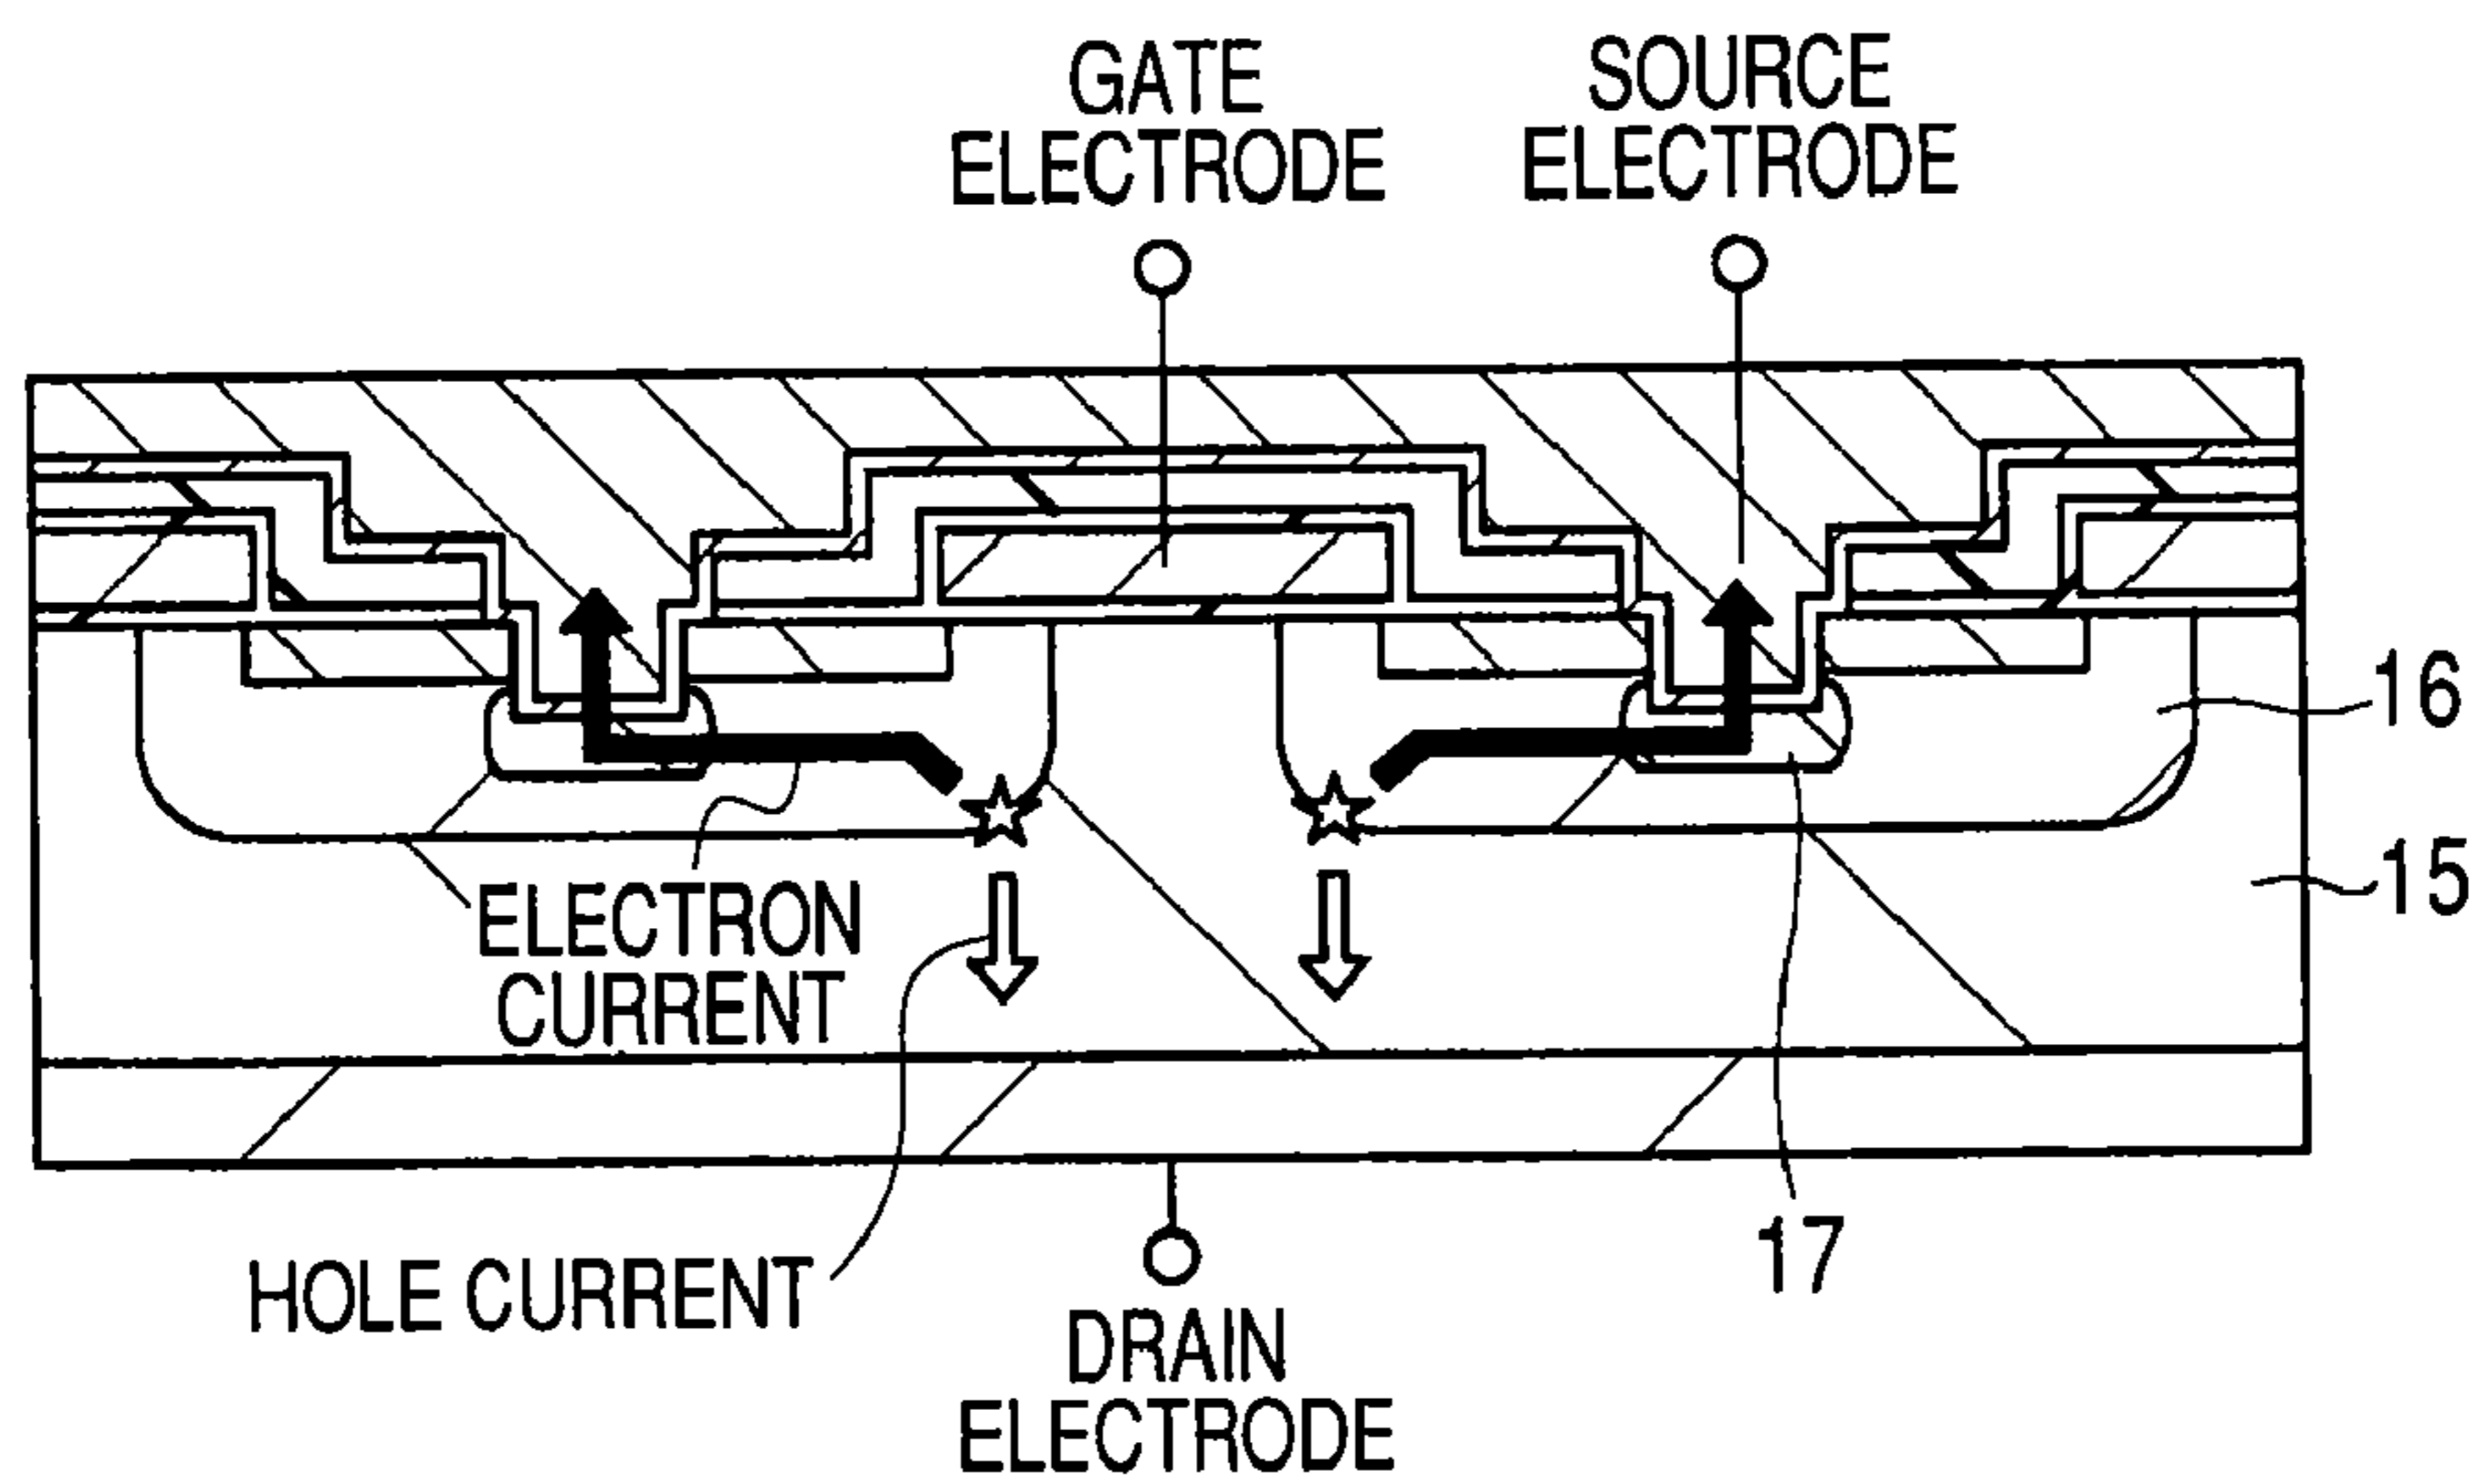 GATE
ELECTRODE
SOURCE
ELECTRODE
16
15
ELECTRON
CURRENT
17
HOLE CURRENT
DRAIN
ELECTRODE